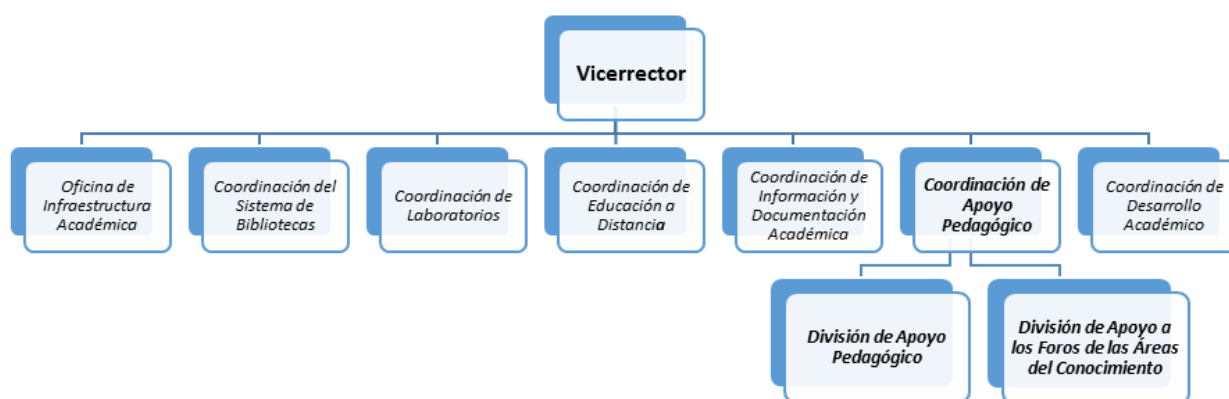 Vicerrector
Oficina de
Infraestructura
Académica
Coordinación del
Sistema de
Bibliotecas
Coordinación de
Laboratorios
Coordinación de
Educación a
Distancia
Coordinación de
Información y
Documentación
Académica
Coordinación de
Apoyo
Pedagógico
Coordinación de
Desarrollo
Académico
División de Apoyo
Pedagógico
División de Apoyo a
los Foros de las Áreas
del Conocimiento